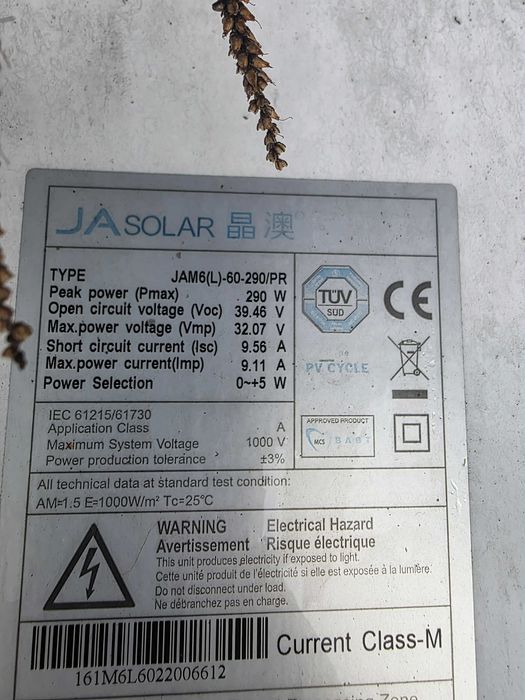 JA SOLAR 晶澳
TYPE JAM6(L)-60-290/PR
Peak power (Pmax) 290 W
Open circuit voltage (Voc) 39.46 V
Max.power voltage (Vmp) 32.07 V
Short circuit current (Isc) 9.56 A
Max.power current(Imp) 9.11 A
Power Selection 0~+5 W
TÜV
SUD
CE
PV CYCLE
IEC 61215/61730
Application Class A
Maximum System Voltage 1000 V
Power production tolerance ±3%
APPROVED PRODUCT
MCS BABT
All technical data at standard test condition:
AM=1.5 E=1000W/m² Tc=25°C
WARNING Electrical Hazard
Avertissement Risque électrique
This unit produces electricity if exposed to light.
Cette unité produit de l'électricité si elle est exposée à la lumière.
Do not disconnect under load.
Ne débranchez pas en charge.
161M6L6022006612
Current Class-M